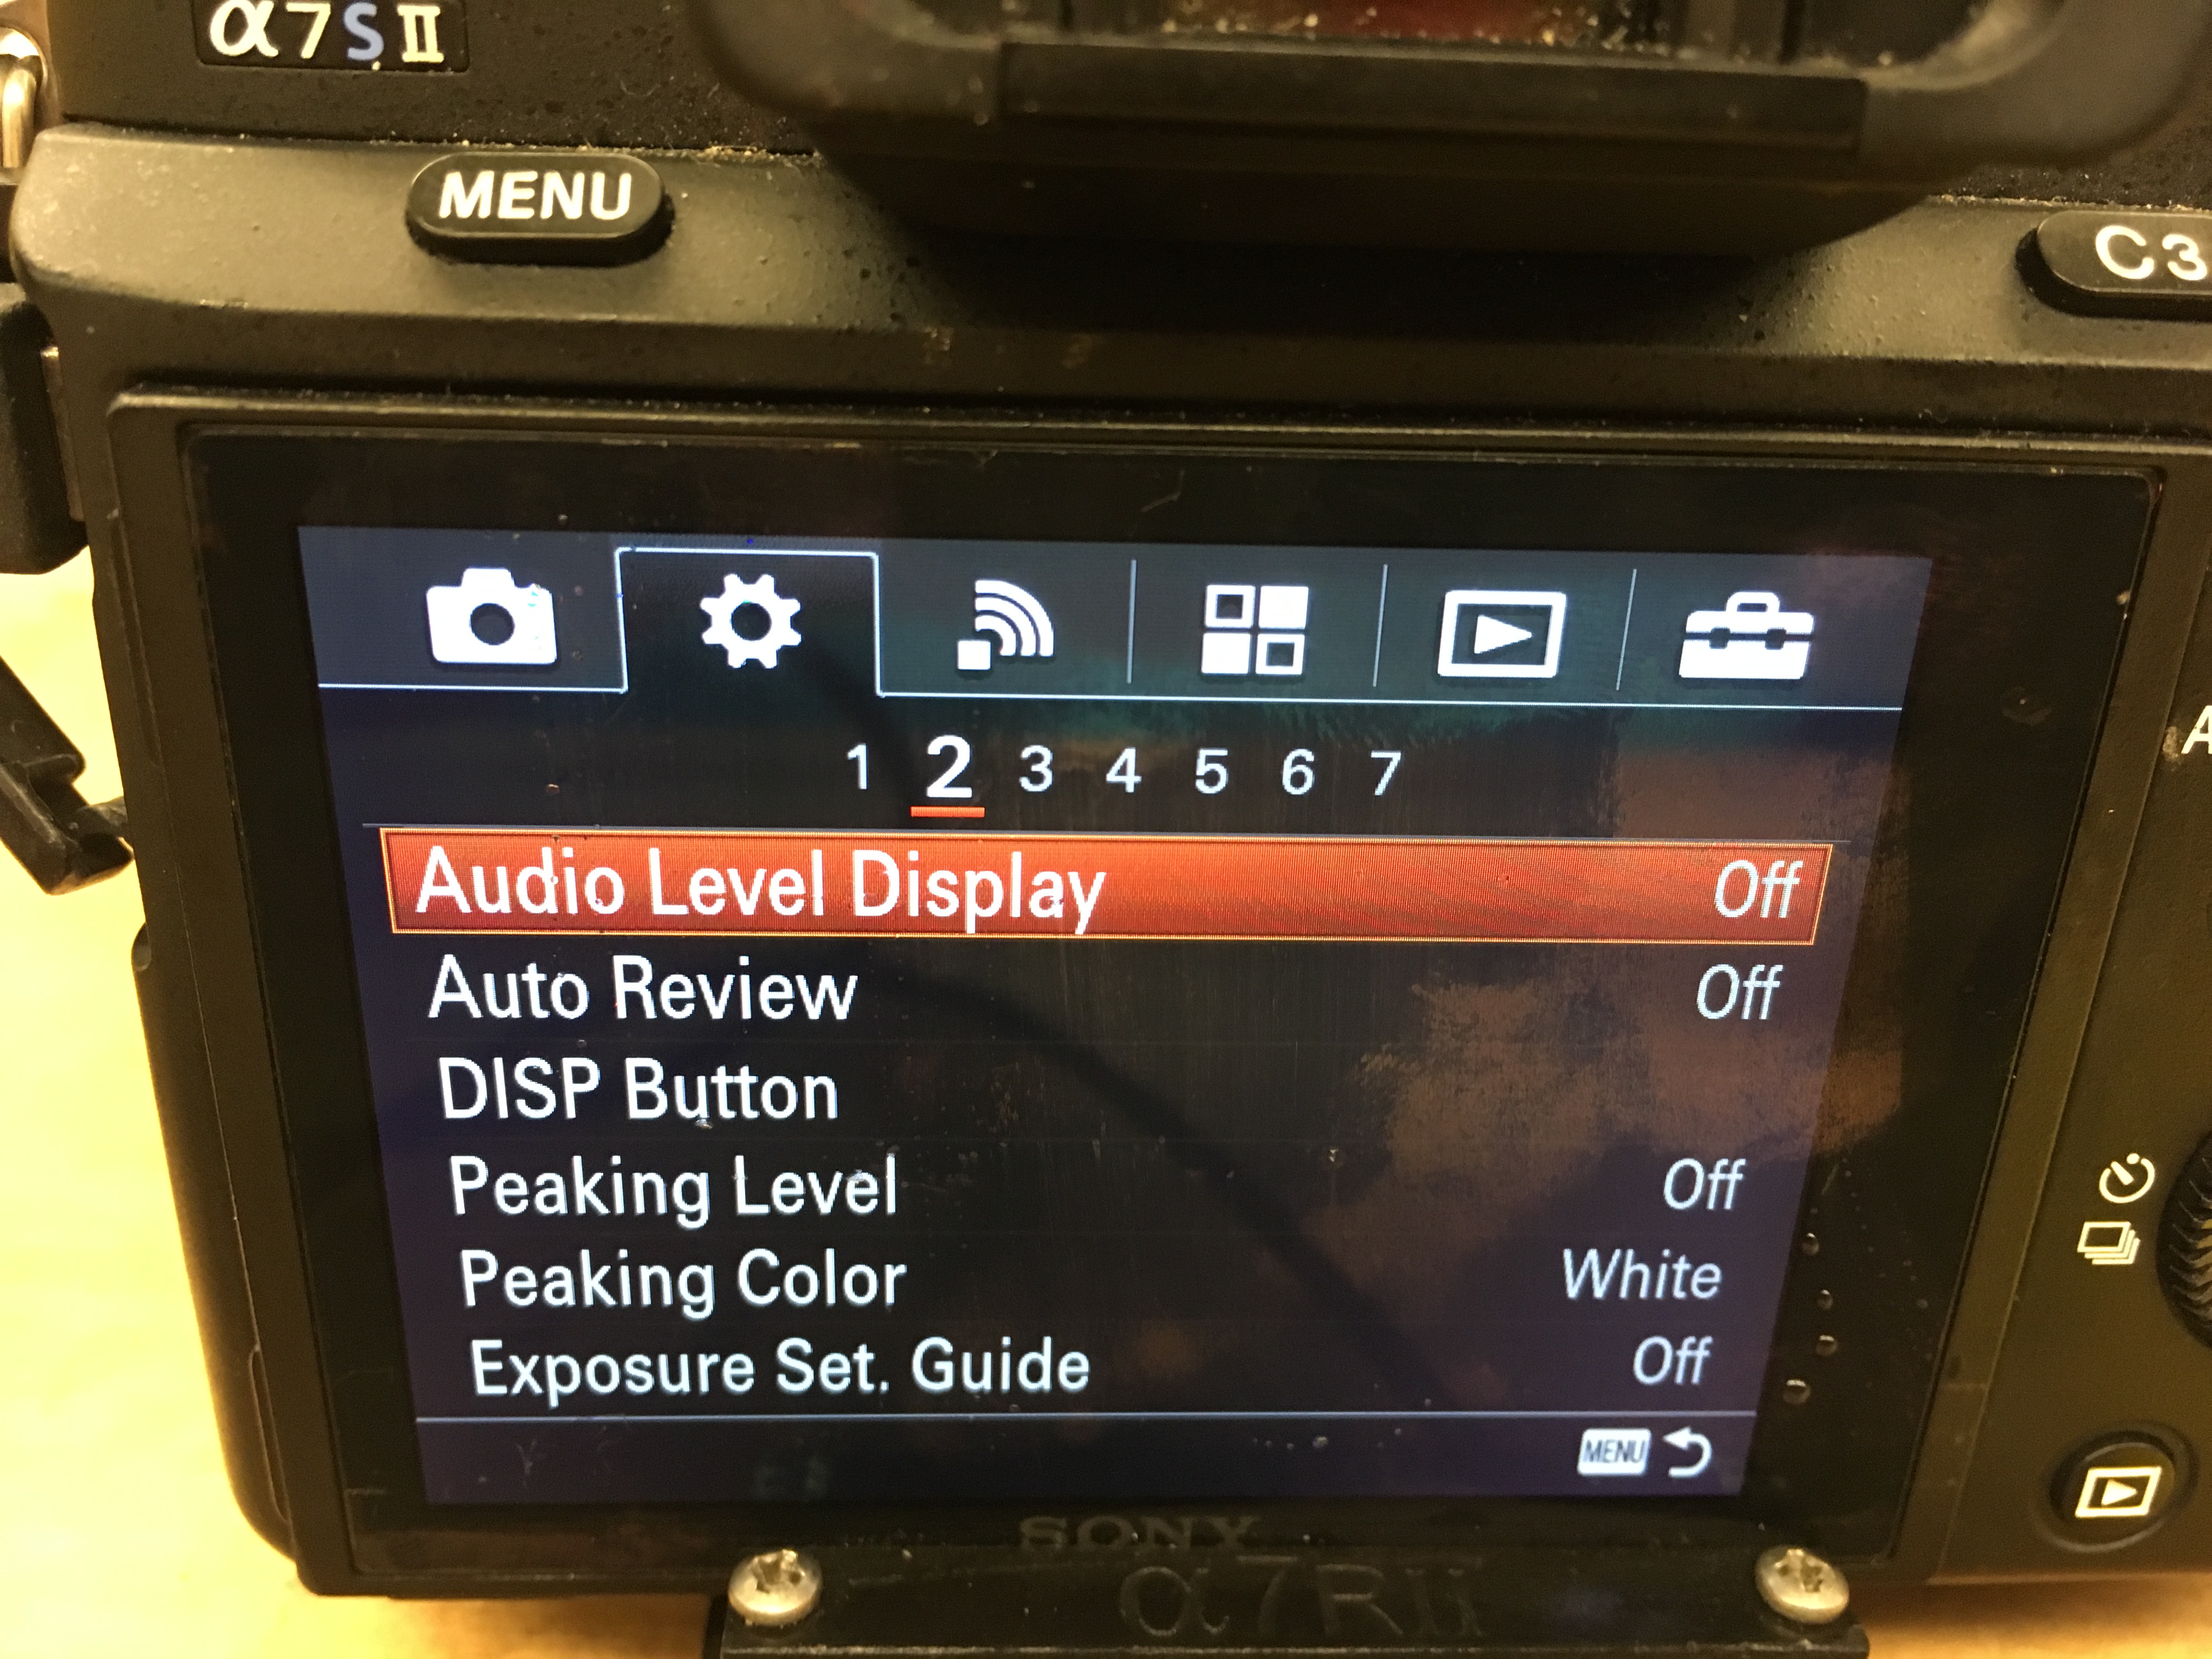 α7SII
MENU
C3
1 2 3 4 5 6 7
Audio Level Display Off
Auto Review Off
DISP Button
Peaking Level Off
Peaking Color White
Exposure Set. Guide Off
MENU
SONY
α7RII